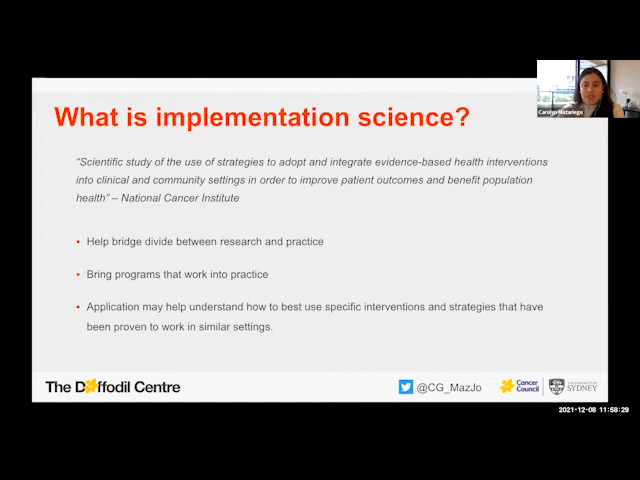 What is implementation science?
Carolyn Mazariego
“Scientific study of the use of strategies to adopt and integrate evidence-based health interventions
into clinical and community settings in order to improve patient outcomes and benefit population
health” – National Cancer Institute
• Help bridge divide between research and practice
• Bring programs that work into practice
• Application may help understand how to best use specific interventions and strategies that have
been proven to work in similar settings.
The Daffodil Centre
@CG_MazJo
Cancer
Council
THE UNIVERSITY OF
SYDNEY
2021-12-08 11:58:29